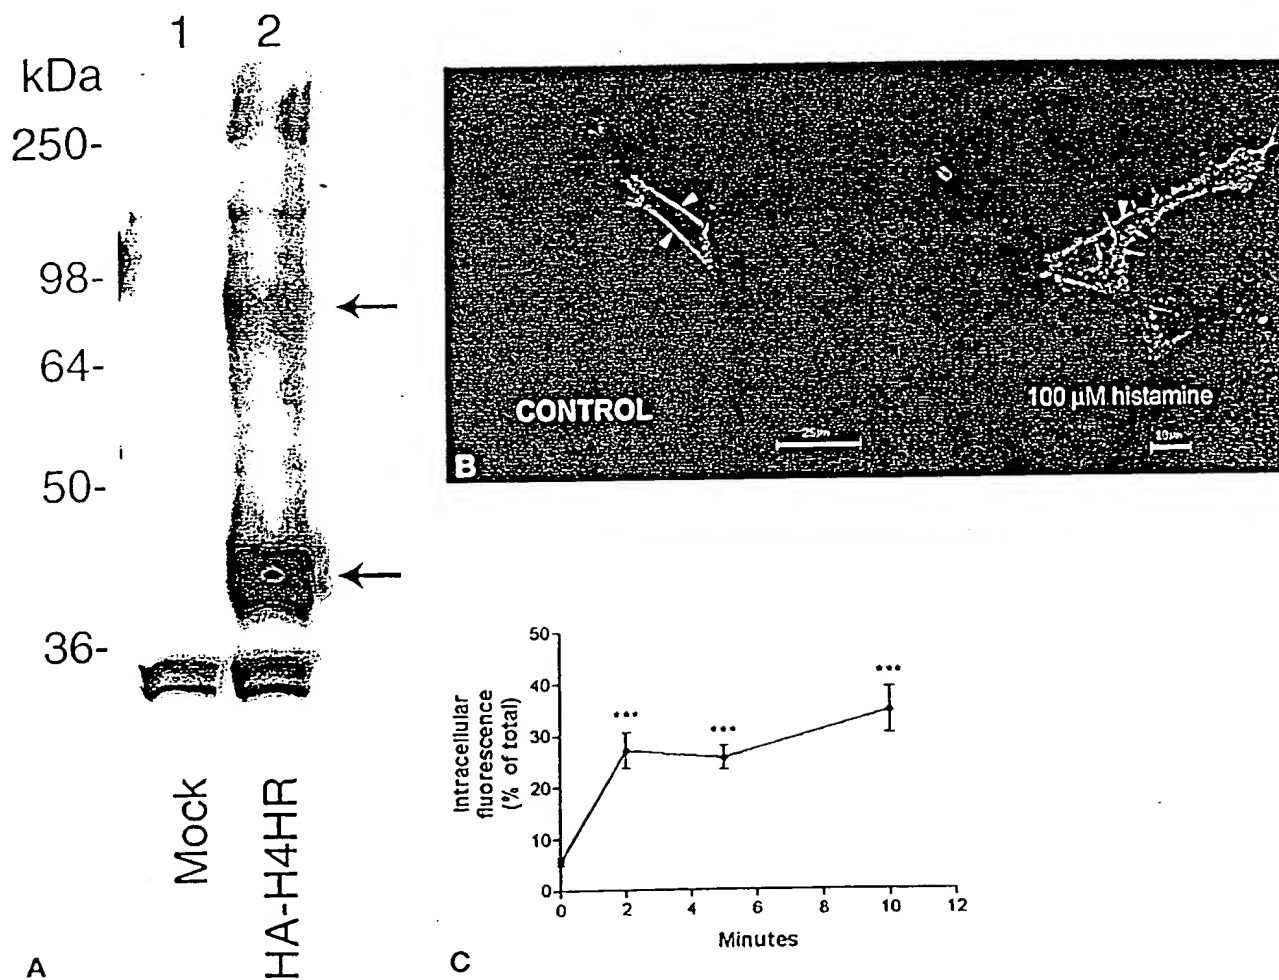 1 2
kDa
250-
98-
64-
50-
36-
Mock
HA-H4HR
A
CONTROL
25µm
100 µM histamine
B
Intracellular
fluorescence
(% of total)
50
40
30
20
10
0
***
***
***
0 2 4 6 8 10 12
Minutes
C